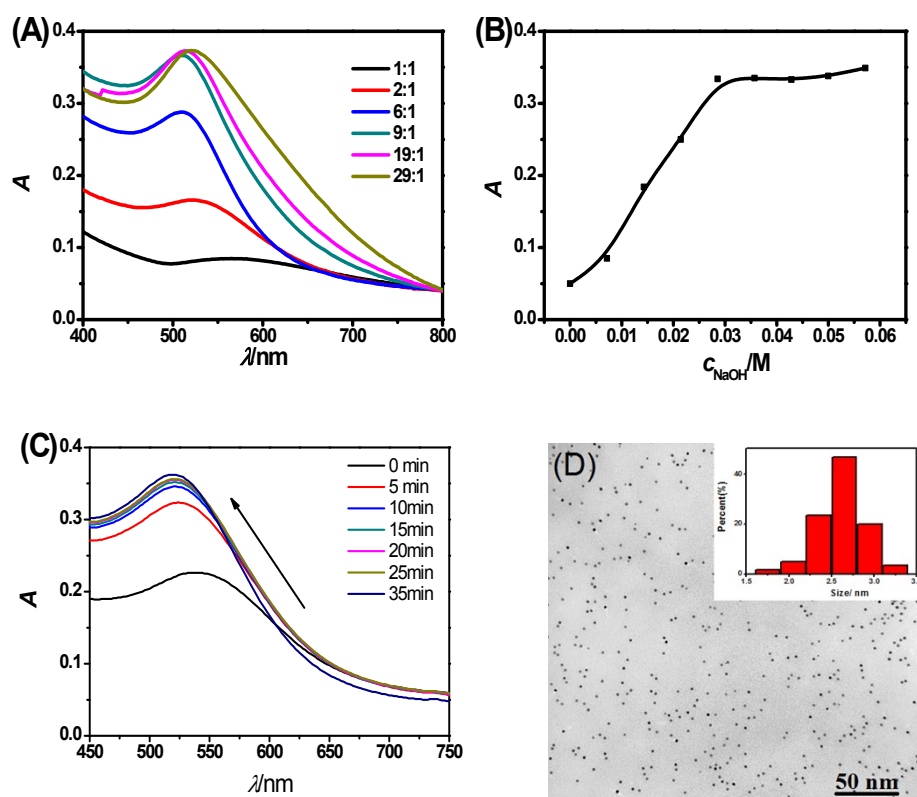 (A)
0.4
0.3
0.2
0.1
0.0
A
400 500 600 700 800
λ/nm
1:1
2:1
6:1
9:1
19:1
29:1
(B)
0.4
0.3
0.2
0.1
0.0
A
0.00 0.01 0.02 0.03 0.04 0.05 0.06
cNaOH/M
(C)
0.4
0.3
0.2
0.1
0.0
A
450 500 550 600 650 700 750
λ/nm
0 min
5 min
10min
15min
20min
25min
35min
(D)
40
20
0
Percent(%)
1.5 2.0 2.5 3.0 3.
Size/ nm
50 nm